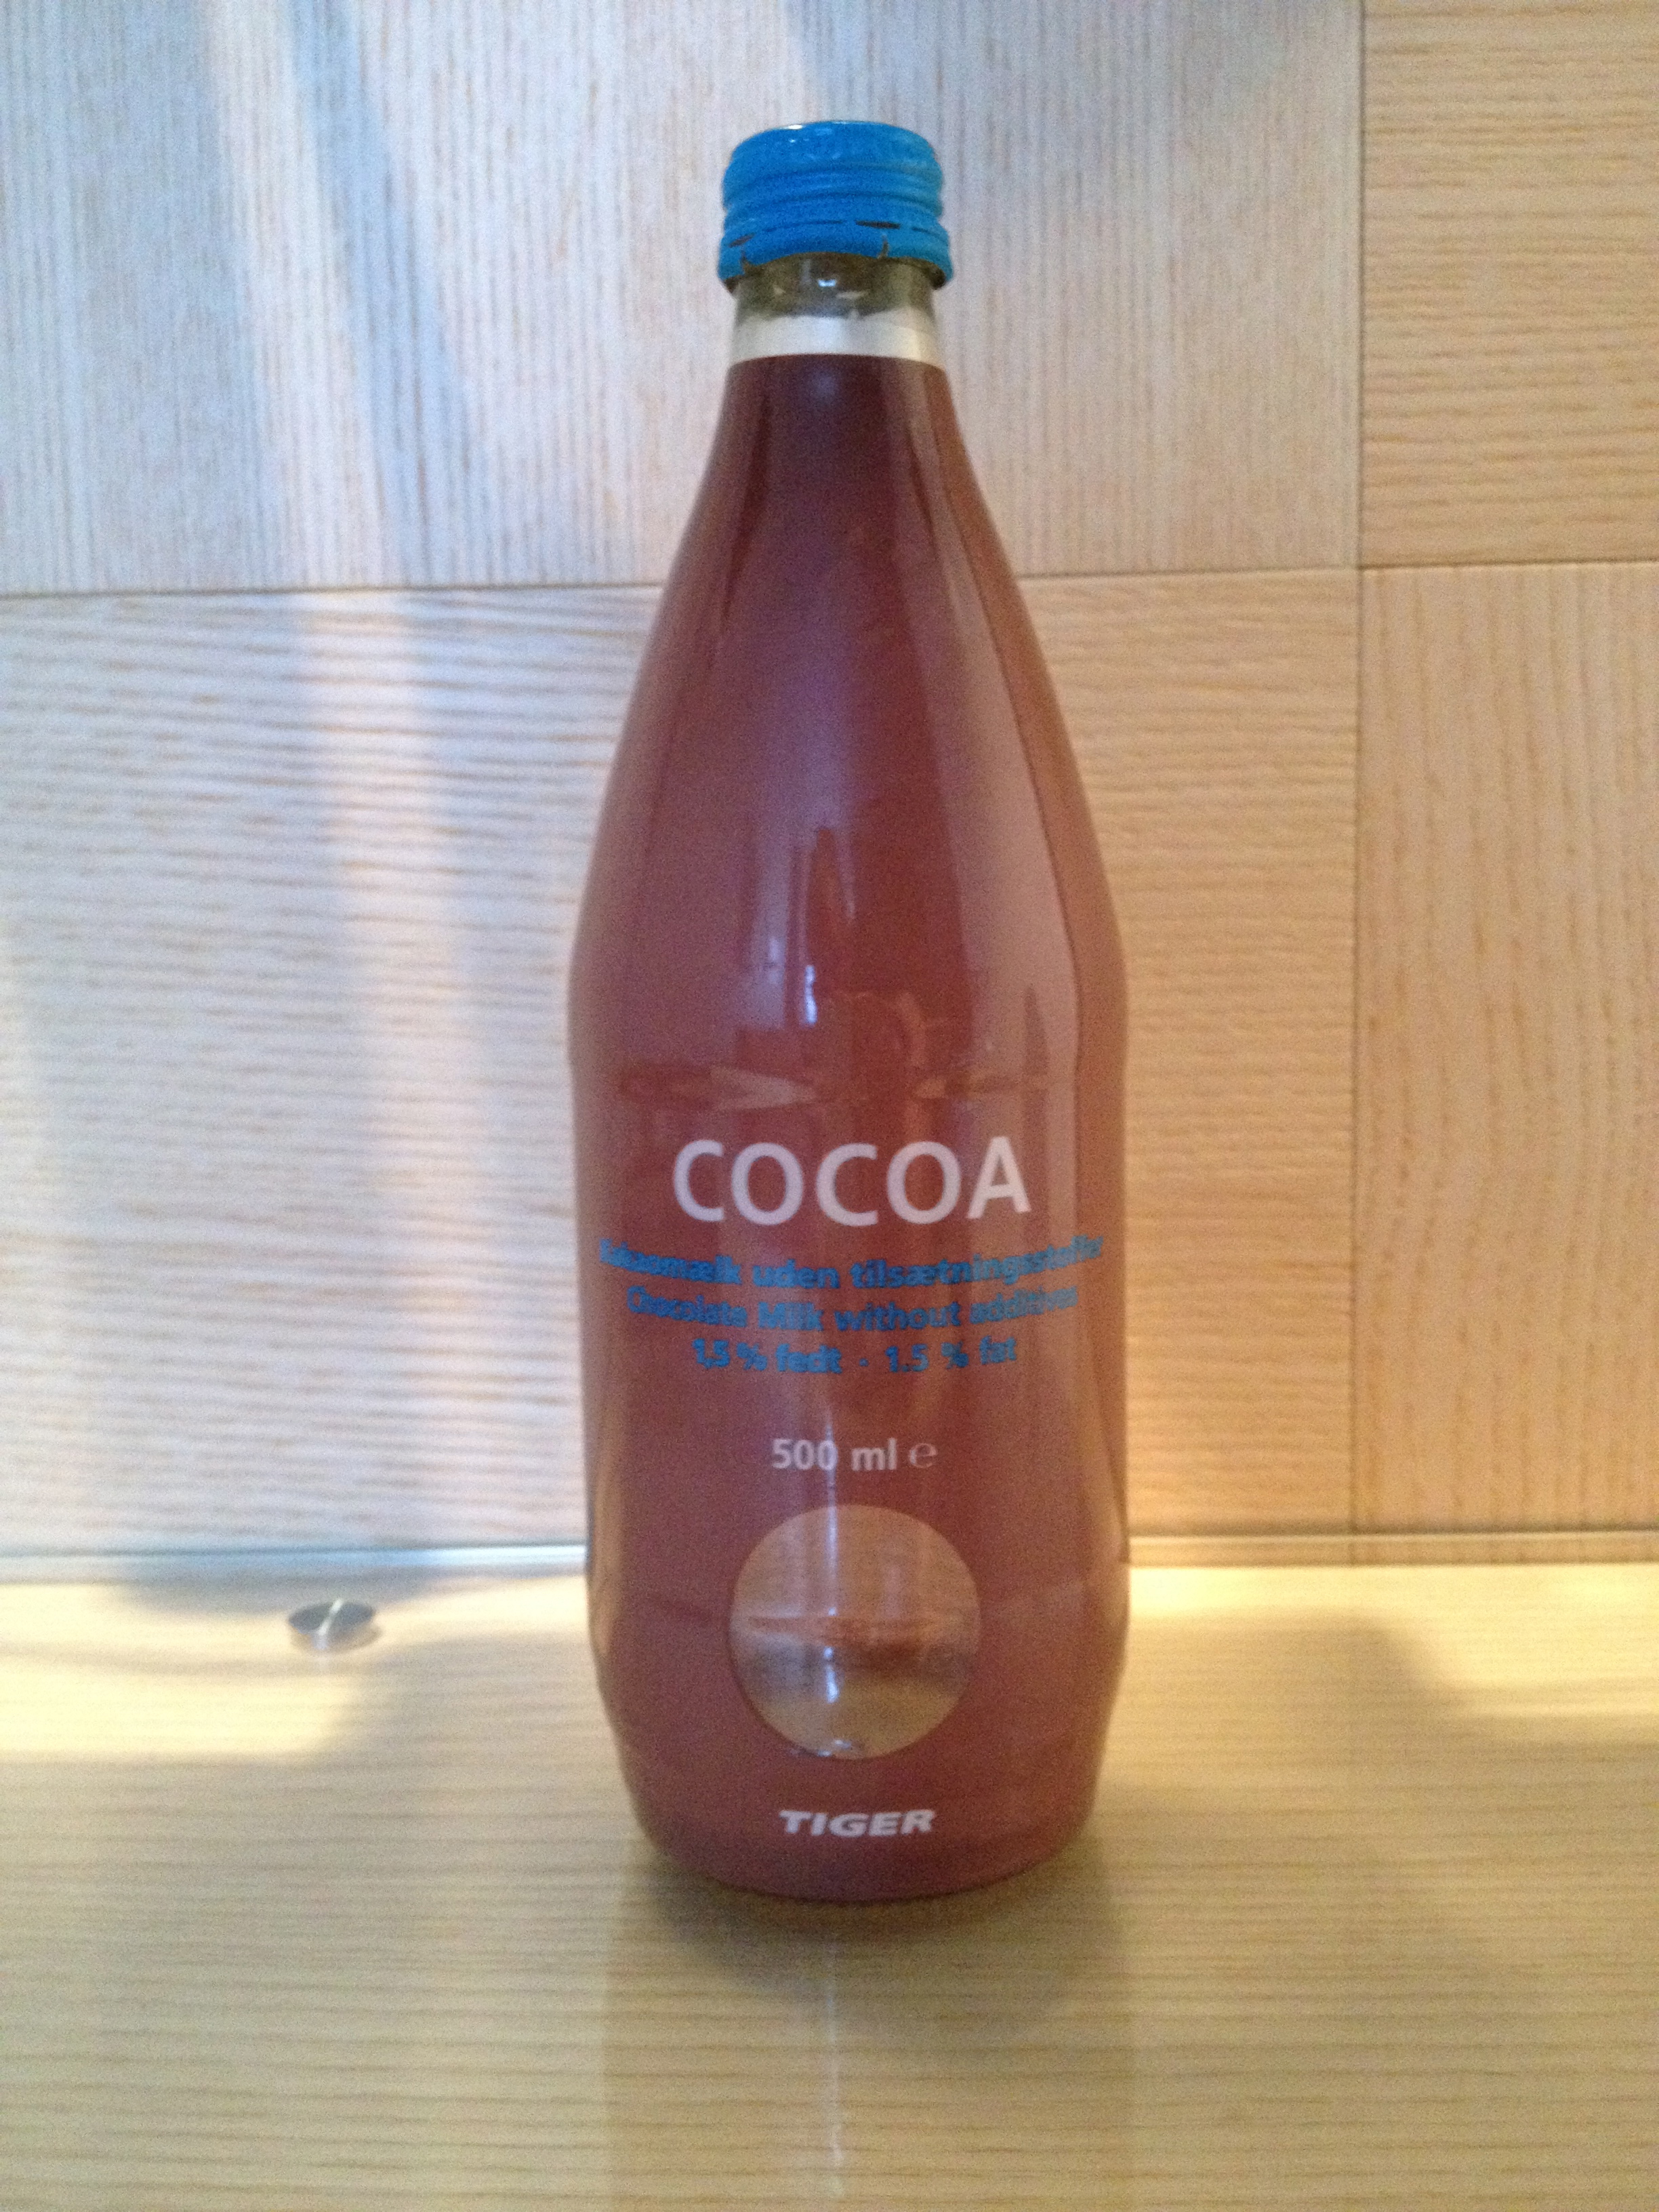 COCOA
Kakaomælk uden tilsætningsstoffer
Chocolate Milk without additives
1,5 % fedt · 1.5 % fat
500 ml ℮
TIGER